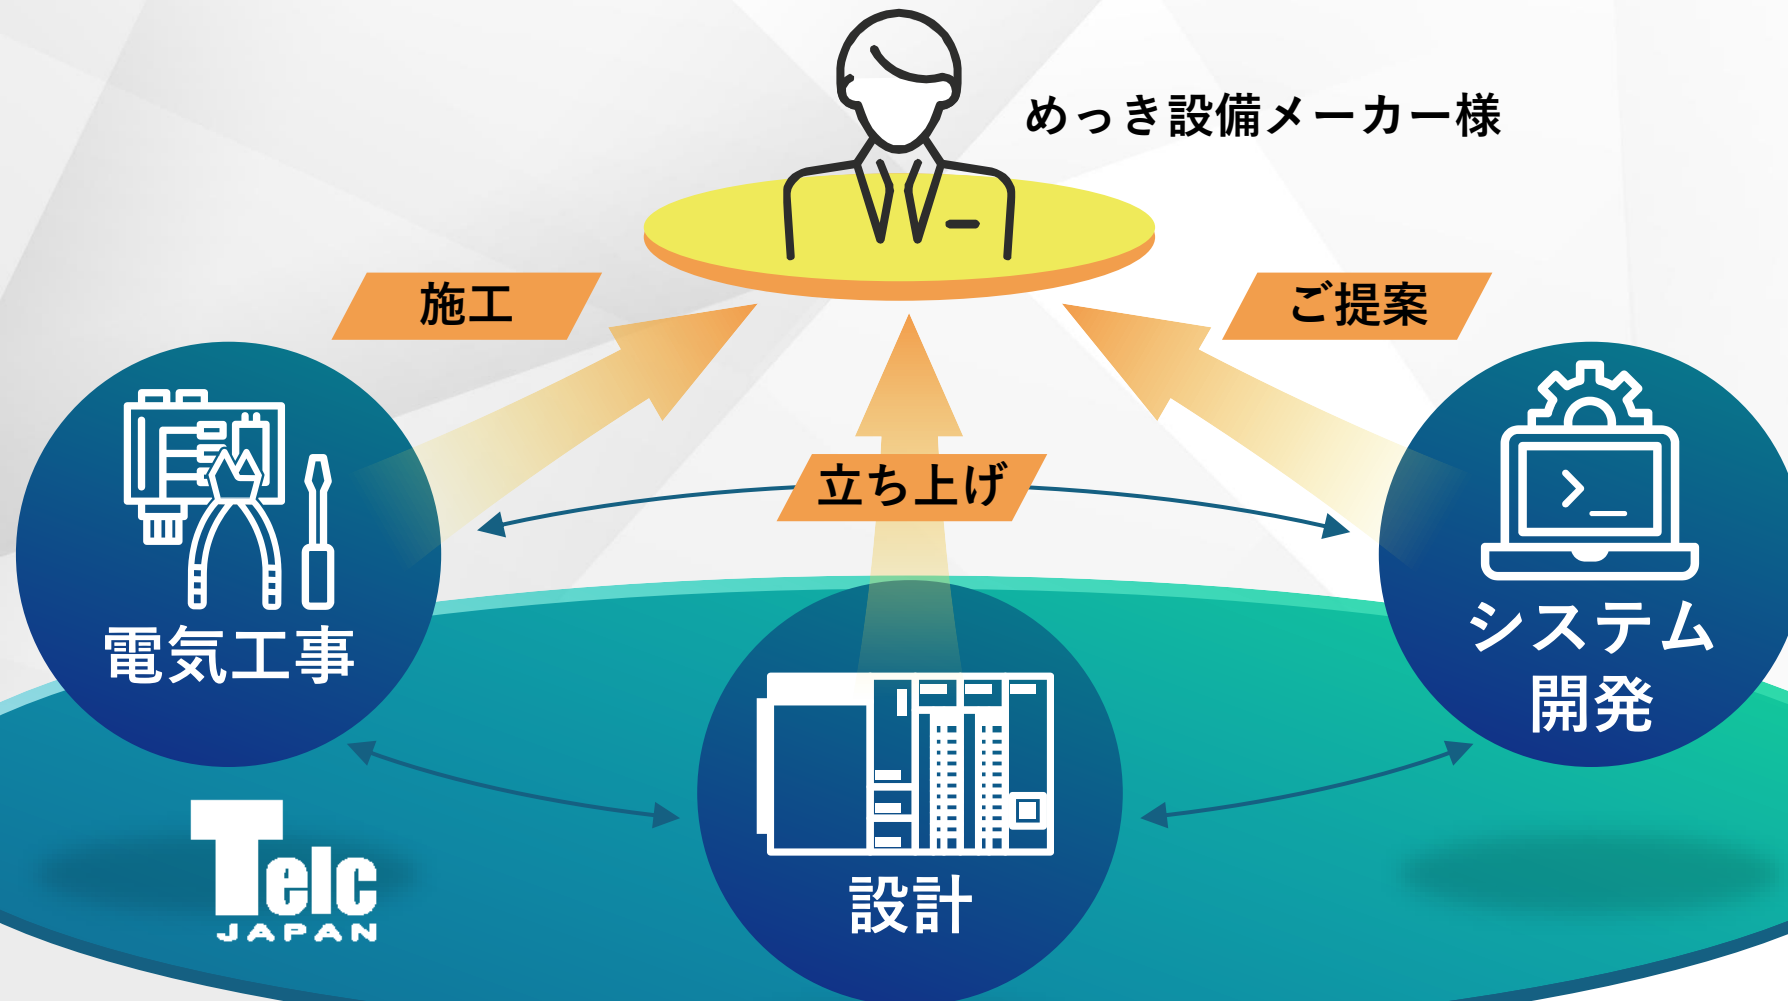 めっき設備メーカー様
施工
ご提案
立ち上げ
電気工事
システム
開発
設計
Telc
JAPAN